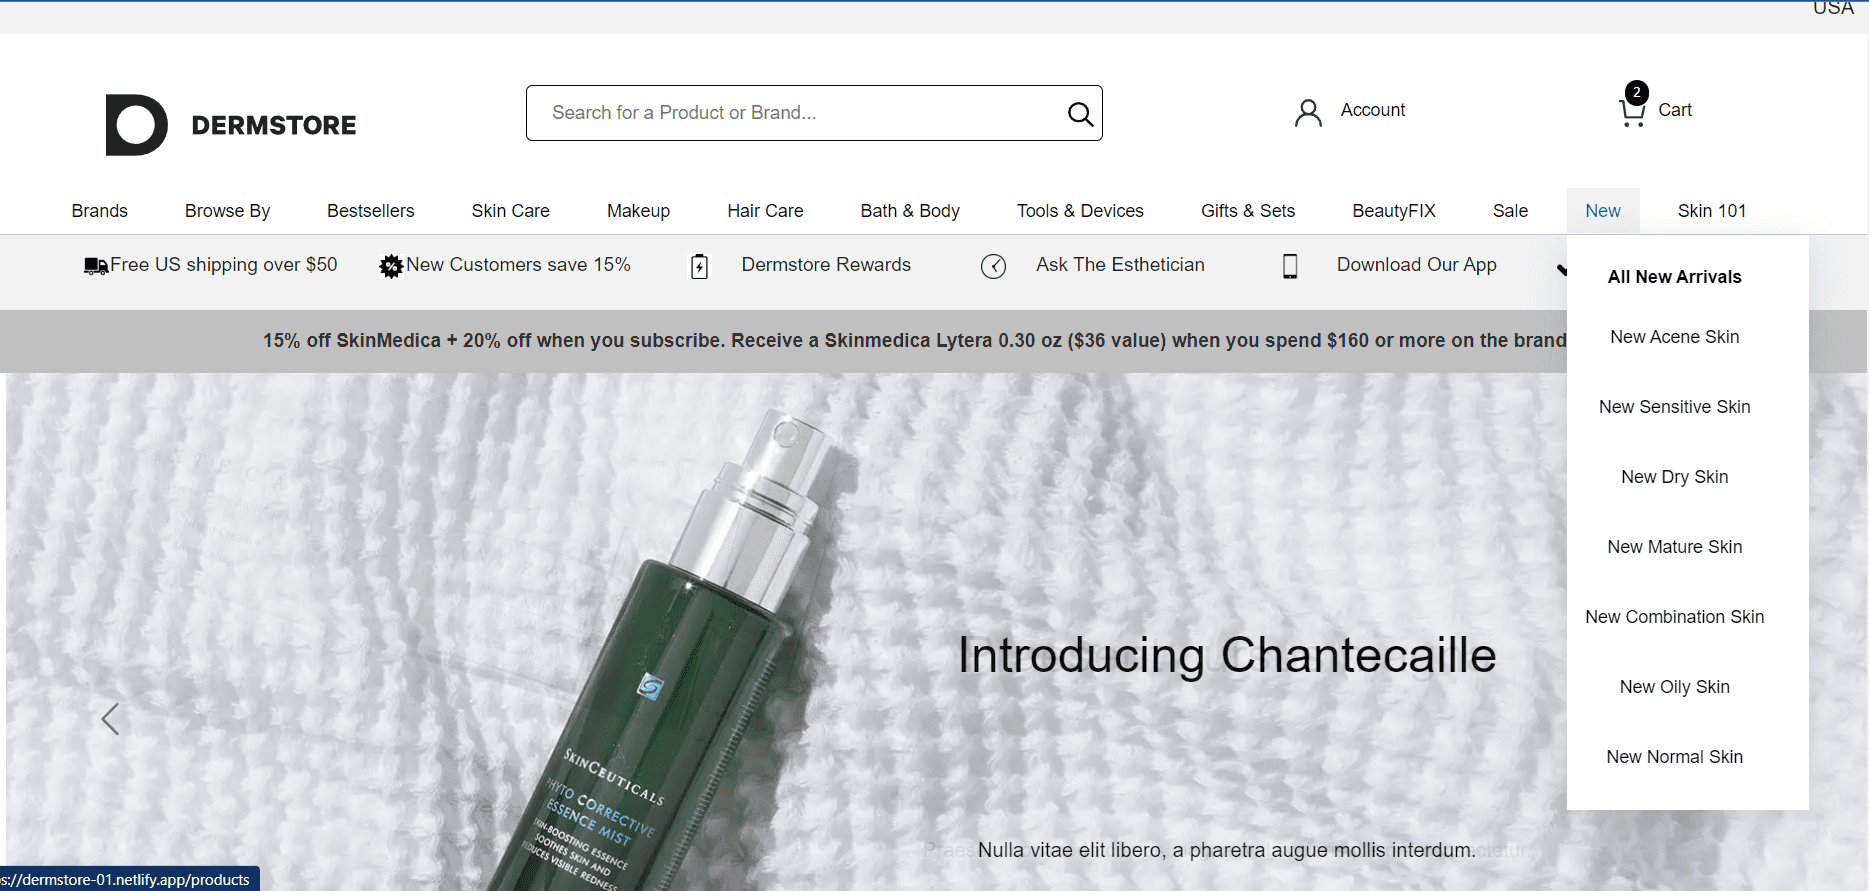 USA
DERMSTORE
Search for a Product or Brand...
Account
2
Cart
Brands
Browse By
Bestsellers
Skin Care
Makeup
Hair Care
Bath & Body
Tools & Devices
Gifts & Sets
BeautyFIX
Sale
New
Skin 101
Free US shipping over $50
New Customers save 15%
Dermstore Rewards
Ask The Esthetician
Download Our App
15% off SkinMedica + 20% off when you subscribe. Receive a Skinmedica Lytera 0.30 oz ($36 value) when you spend $160 or more on the brand
All New Arrivals
New Acene Skin
New Sensitive Skin
New Dry Skin
New Mature Skin
New Combination Skin
New Oily Skin
New Normal Skin
SKINCEUTICALS
PHYTO CORRECTIVE
ESSENCE MIST
SKIN-BOOSTING ESSENCE
SOOTHES SKIN AND
REDUCES VISIBLE REDNESS
Introducing Chantecaille
Nulla vitae elit libero, a pharetra augue mollis interdum.
s://dermstore-01.netlify.app/products